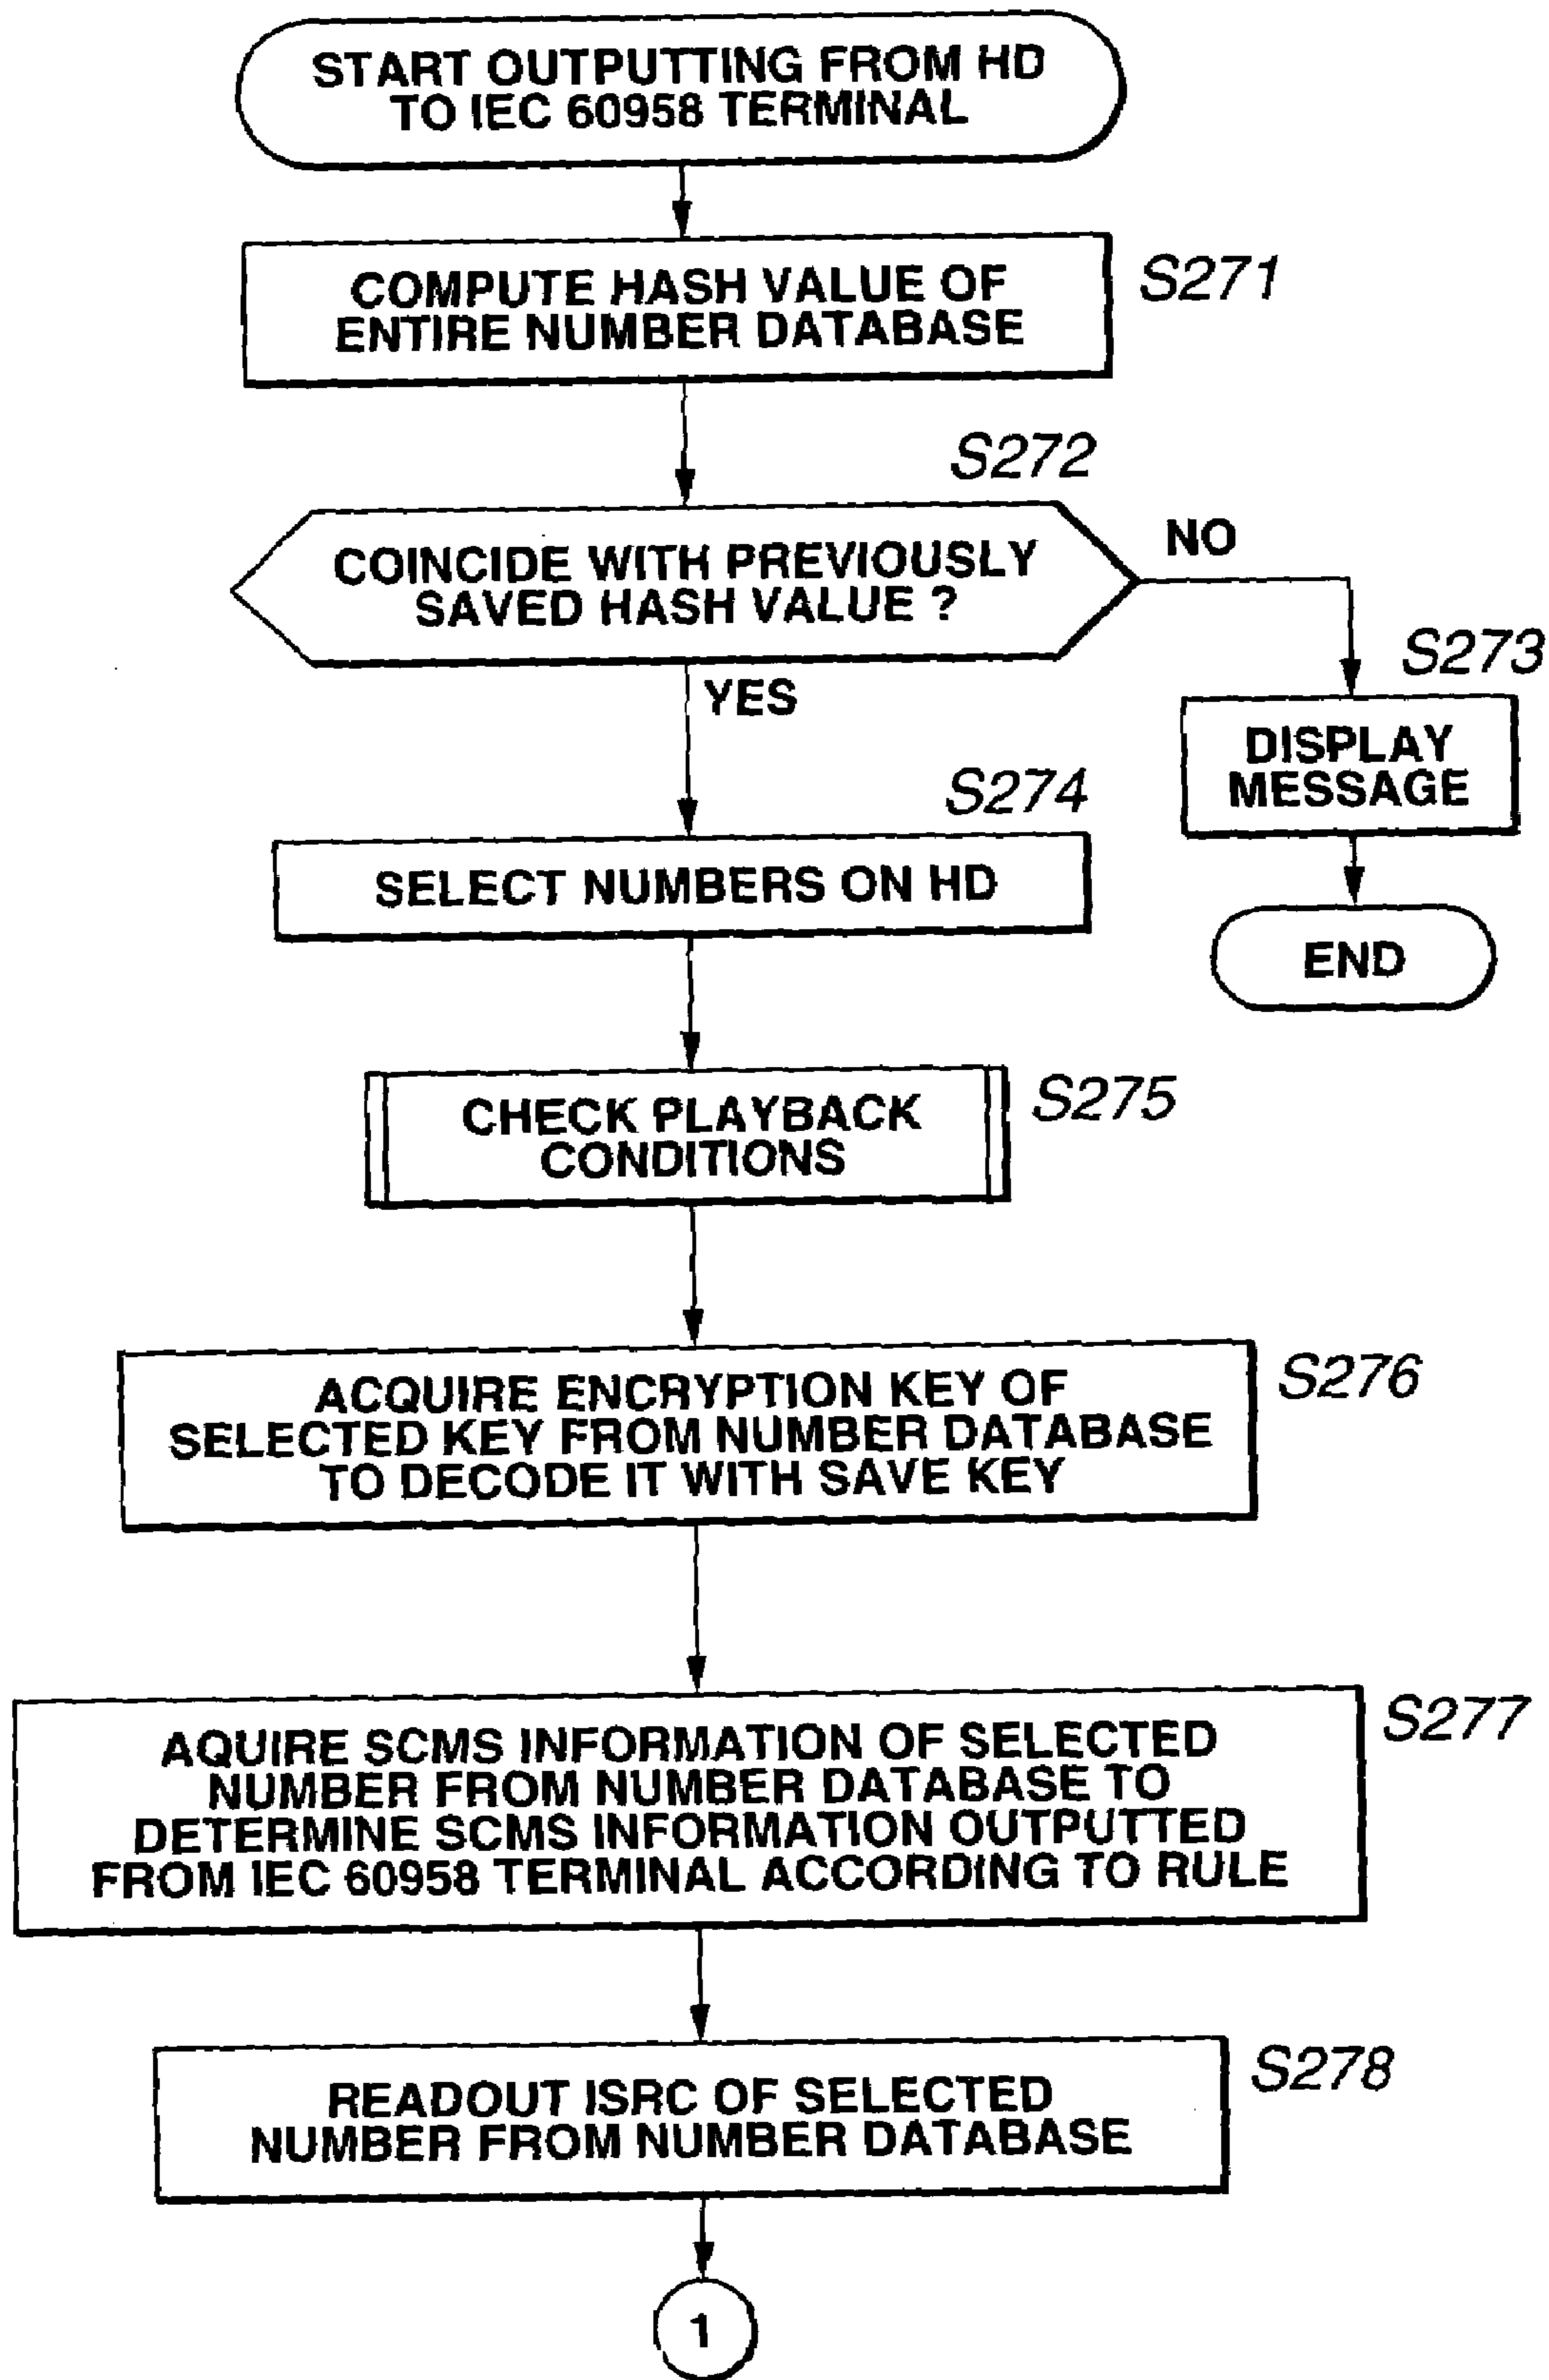 START OUTPUTTING FROM HD
TO IEC 60958 TERMINAL
COMPUTE HASH VALUE OF
ENTIRE NUMBER DATABASE
S271
S272
COINCIDE WITH PREVIOUSLY
SAVED HASH VALUE ?
NO
YES
S273
DISPLAY
MESSAGE
END
S274
SELECT NUMBERS ON HD
CHECK PLAYBACK
CONDITIONS
S275
ACQUIRE ENCRYPTION KEY OF
SELECTED KEY FROM NUMBER DATABASE
TO DECODE IT WITH SAVE KEY
S276
AQUIRE SCMS INFORMATION OF SELECTED
NUMBER FROM NUMBER DATABASE TO
DETERMINE SCMS INFORMATION OUTPUTTED
FROM IEC 60958 TERMINAL ACCORDING TO RULE
S277
READOUT ISRC OF SELECTED
NUMBER FROM NUMBER DATABASE
S278
1